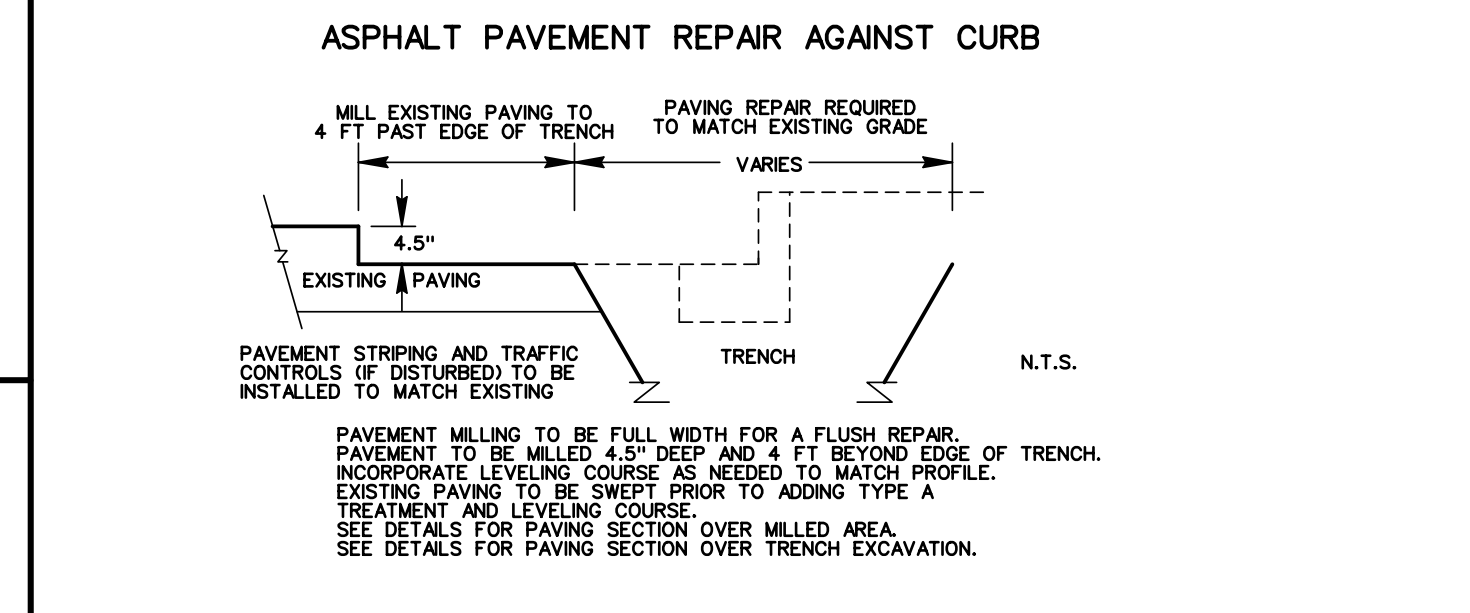 ASPHALT PAVEMENT REPAIR AGAINST CURB
MILL EXISTING PAVING TO
4 FT PAST EDGE OF TRENCH
PAVING REPAIR REQUIRED
TO MATCH EXISTING GRADE
VARIES
4.5"
EXISTING PAVING
PAVEMENT STRIPING AND TRAFFIC
CONTROLS (IF DISTURBED) TO BE
INSTALLED TO MATCH EXISTING
TRENCH
N.T.S.
PAVEMENT MILLING TO BE FULL WIDTH FOR A FLUSH REPAIR.
PAVEMENT TO BE MILLED 4.5" DEEP AND 4 FT BEYOND EDGE OF TRENCH.
INCORPORATE LEVELING COURSE AS NEEDED TO MATCH PROFILE.
EXISTING PAVING TO BE SWEPT PRIOR TO ADDING TYPE A
TREATMENT AND LEVELING COURSE.
SEE DETAILS FOR PAVING SECTION OVER MILLED AREA.
SEE DETAILS FOR PAVING SECTION OVER TRENCH EXCAVATION.